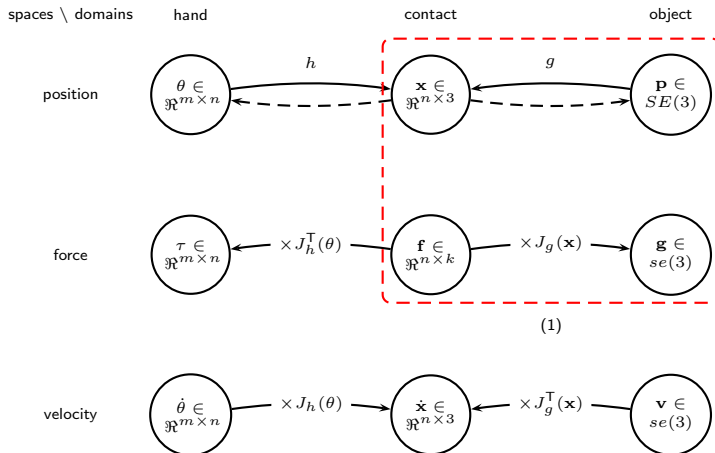 spaces \ domains hand contact object
position θ ∈ ℜ^{m×n} h x ∈ ℜ^{n×3} g p ∈ SE(3)
force τ ∈ ℜ^{m×n} ×J_h^T(θ) f ∈ ℜ^{n×k} ×J_g(x) g ∈ se(3)
(1)
velocity θ̇ ∈ ℜ^{m×n} ×J_h(θ) ẋ ∈ ℜ^{n×3} ×J_g^T(x) v ∈ se(3)